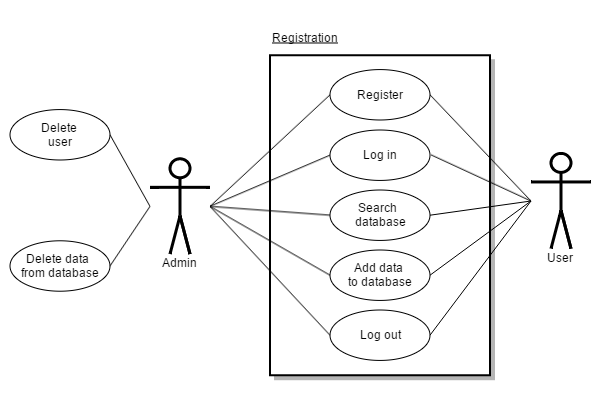 Registration
Register
Delete
user
Log in
Search
database
Admin
User
Delete data
from database
Add data
to database
Log out